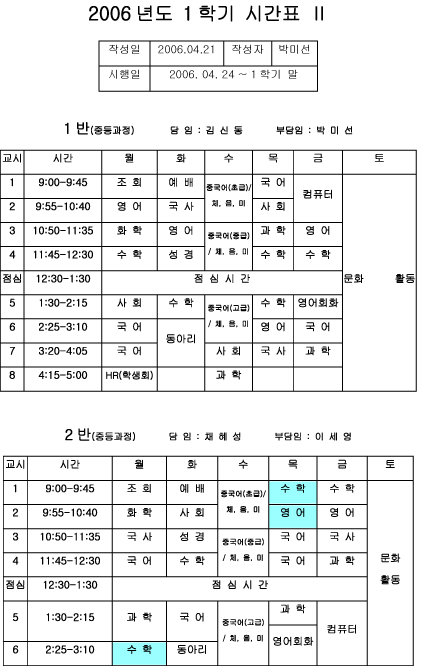 2006 년도 1 학기 시간표 Ⅱ
작성일 2006.04.21 작성자 박미선
시행일 2006. 04. 24 ~ 1 학기 말
1 반(중등과정) 담 임 : 김 신 동 부담임 : 박 미 선
교시 시간 월 화 수 목 금 토
1 9:00-9:45 조 회 예 배 중국어(초급)/ 체, 음, 미 국 어 컴퓨터 문화 활동
2 9:55-10:40 영 어 국 사 사 회
3 10:50-11:35 화 학 영 어 중국어(중급) / 체, 음, 미 과 학 영 어
4 11:45-12:30 수 학 성 경 수 학 수 학
점심 12:30-1:30 점 심 시 간
5 1:30-2:15 사 회 수 학 중국어(고급) / 체, 음, 미 수 학 영어회화
6 2:25-3:10 국 어 동아리 영 어 국 어
7 3:20-4:05 국 어 사 회 국 사 과 학
8 4:15-5:00 HR(학생회) 과 학
2 반(중등과정) 담 임 : 채 혜 성 부담임 : 이 세 영
교시 시간 월 화 수 목 금 토
1 9:00-9:45 조 회 예 배 중국어(초급)/ 체, 음, 미 수 학 수 학 문화 활동
2 9:55-10:40 화 학 사 회 영 어 영 어
3 10:50-11:35 국 사 성 경 중국어(중급) / 체, 음, 미 국 어 국 사
4 11:45-12:30 국 어 수 학 국 어 과 학
점심 12:30-1:30 점 심 시 간
5 1:30-2:15 과 학 국 어 중국어(고급) / 체, 음, 미 과 학 컴퓨터
6 2:25-3:10 수 학 동아리 영어회화